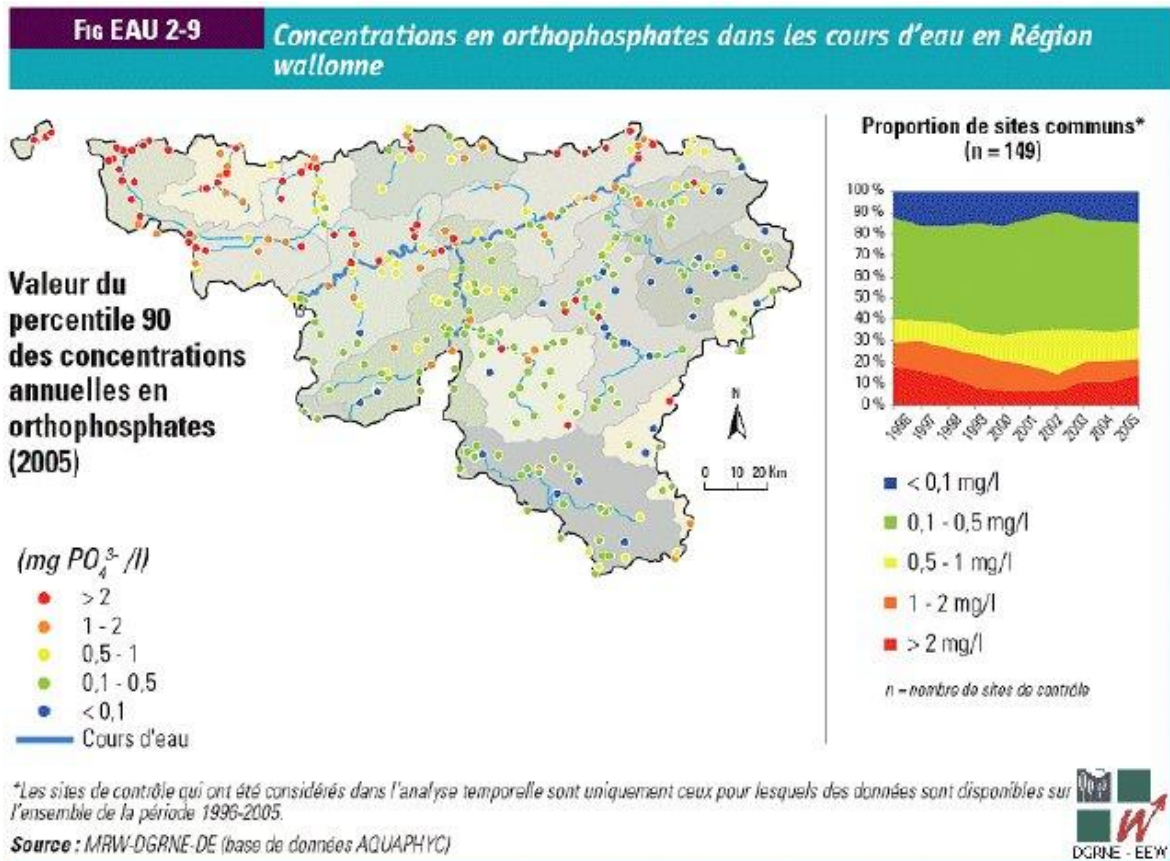 FIG EAU 2-9
Concentrations en orthophosphates dans les cours d'eau en Région
wallonne
Valeur du
percentile 90
des concentrations
annuelles en
orthophosphates
(2005)
(mg PO₄³⁻ /l)
> 2
1 - 2
0,5 - 1
0,1 - 0,5
< 0,1
Cours d'eau
N
0 10 20 Km
Proportion de sites communs*
(n = 149)
100 %
90 %
80 %
70 %
60 %
50 %
40 %
30 %
20 %
10 %
0 %
1996 1997 1998 1999 2000 2001 2002 2003 2004 2005
< 0,1 mg/l
0,1 - 0,5 mg/l
0,5 - 1 mg/l
1 - 2 mg/l
> 2 mg/l
n = nombre de sites de contrôle
*Les sites de contrôle qui ont été considérés dans l'analyse temporelle sont uniquement ceux pour lesquels des données sont disponibles sur
l'ensemble de la période 1996-2005.
Source : MRW-DGRNE-DE (base de données AQUAPHYC)
DGRNE - EEW